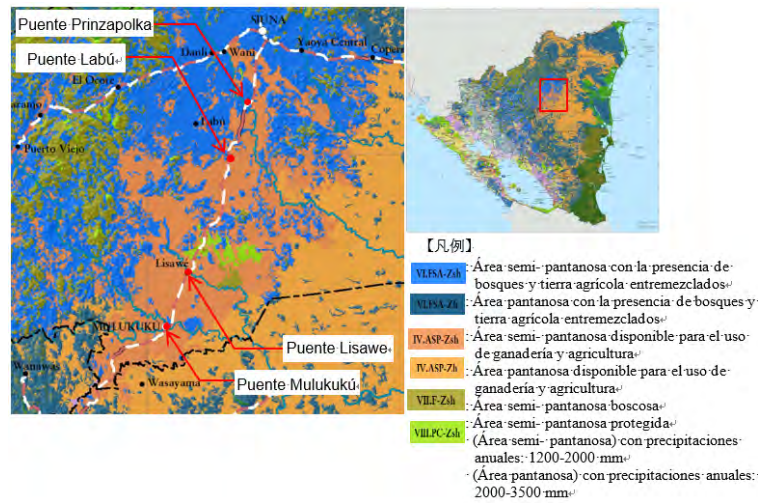 Puente Prinzapolka
Puente Labú
SIUNA
Danli
Wani
Yaoya Central
Coper
El Ocote
aranjo
Labú
Puerto Viejo
Lisawe
MULUKUKU
Puente Lisawe
Puente Mulukukú
Wanawas
Wasayama
【凡例】
VI.FSA-Zsh : Área semi- pantanosa con la presencia de
bosques y tierra agrícola entremezclados
VI.FSA-Zh : Área pantanosa con la presencia de bosques y
tierra agrícola entremezclados
IV.ASP-Zsh : Área semi- pantanosa disponible para el uso
de ganadería y agricultura
IV.ASP-Zh : Área pantanosa disponible para el uso de
ganadería y agricultura
VII.F-Zsh : Área semi- pantanosa boscosa
VIII.PC-Zsh : Área semi- pantanosa protegida
(Área semi- pantanosa) con precipitaciones
anuales: 1200-2000 mm
(Área pantanosa) con precipitaciones anuales:
2000-3500 mm